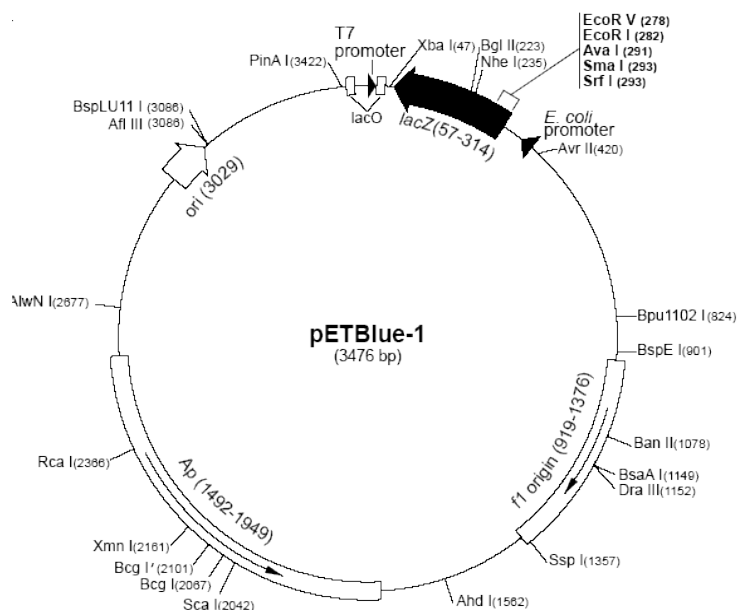 EcoR V (278)
EcoR I (282)
Ava I (291)
Sma I (293)
Srf I (293)
T7
promoter
Xba I(47)
Bgl II(223)
Nhe I(235)
PinA I(3422)
lacO
lacZ(57-314)
E. coli
promoter
Avr II(420)
BspLU11 I(3086)
Afl III(3086)
ori (3029)
AlwN I(2677)
pETBlue-1
(3476 bp)
Bpu1102 I(824)
BspE I(901)
f1 origin (919-1376)
Ban II(1078)
BsaA I(1149)
Dra III(1152)
Ssp I(1357)
Ahd I(1562)
Ap (1492-1949)
Rca I(2366)
Xmn I(2161)
Bcg I'(2101)
Bcg I(2067)
Sca I(2042)